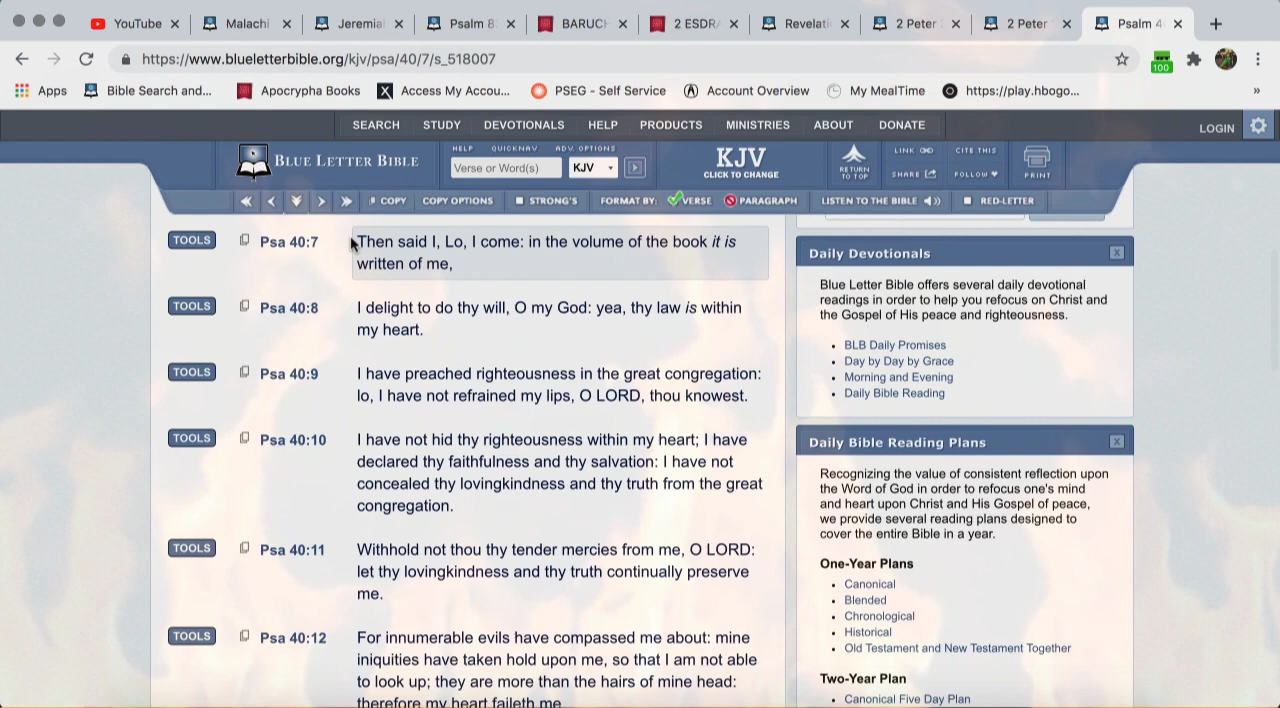 YouTube
Malachi
Jeremia
Psalm 8
BARUCH
2 ESDR
Revelati
2 Peter
2 Peter
Psalm 4
https://www.blueletterbible.org/kjv/psa/40/7/s_518007
100
Apps
Bible Search and...
Apocrypha Books
Access My Accou...
PSEG - Self Service
Account Overview
My MealTime
https://play.hbogo...
»
SEARCH STUDY DEVOTIONALS HELP PRODUCTS MINISTRIES ABOUT DONATE
LOGIN
BLUE LETTER BIBLE
HELP QUICKNAV ADV. OPTIONS
Verse or Word(s)
KJV
KJV
CLICK TO CHANGE
RETURN
TO TOP
LINK
CITE THIS
SHARE
FOLLOW
PRINT
COPY
COPY OPTIONS
STRONG'S
FORMAT BY: VERSE PARAGRAPH
LISTEN TO THE BIBLE
RED-LETTER
TOOLS Psa 40:7 Then said I, Lo, I come: in the volume of the book it is
written of me,
TOOLS Psa 40:8 I delight to do thy will, O my God: yea, thy law is within
my heart.
TOOLS Psa 40:9 I have preached righteousness in the great congregation:
lo, I have not refrained my lips, O LORD, thou knowest.
TOOLS Psa 40:10 I have not hid thy righteousness within my heart; I have
declared thy faithfulness and thy salvation: I have not
concealed thy lovingkindness and thy truth from the great
congregation.
TOOLS Psa 40:11 Withhold not thou thy tender mercies from me, O LORD:
let thy lovingkindness and thy truth continually preserve
me.
TOOLS Psa 40:12 For innumerable evils have compassed me about: mine
iniquities have taken hold upon me, so that I am not able
to look up; they are more than the hairs of mine head:
therefore my heart faileth me
Daily Devotionals
Blue Letter Bible offers several daily devotional
readings in order to help you refocus on Christ and
the Gospel of His peace and righteousness.
BLB Daily Promises
Day by Day by Grace
Morning and Evening
Daily Bible Reading
Daily Bible Reading Plans
Recognizing the value of consistent reflection upon
the Word of God in order to refocus one's mind
and heart upon Christ and His Gospel of peace,
we provide several reading plans designed to
cover the entire Bible in a year.
One-Year Plans
Canonical
Blended
Chronological
Historical
Old Testament and New Testament Together
Two-Year Plan
Canonical Five Day Plan